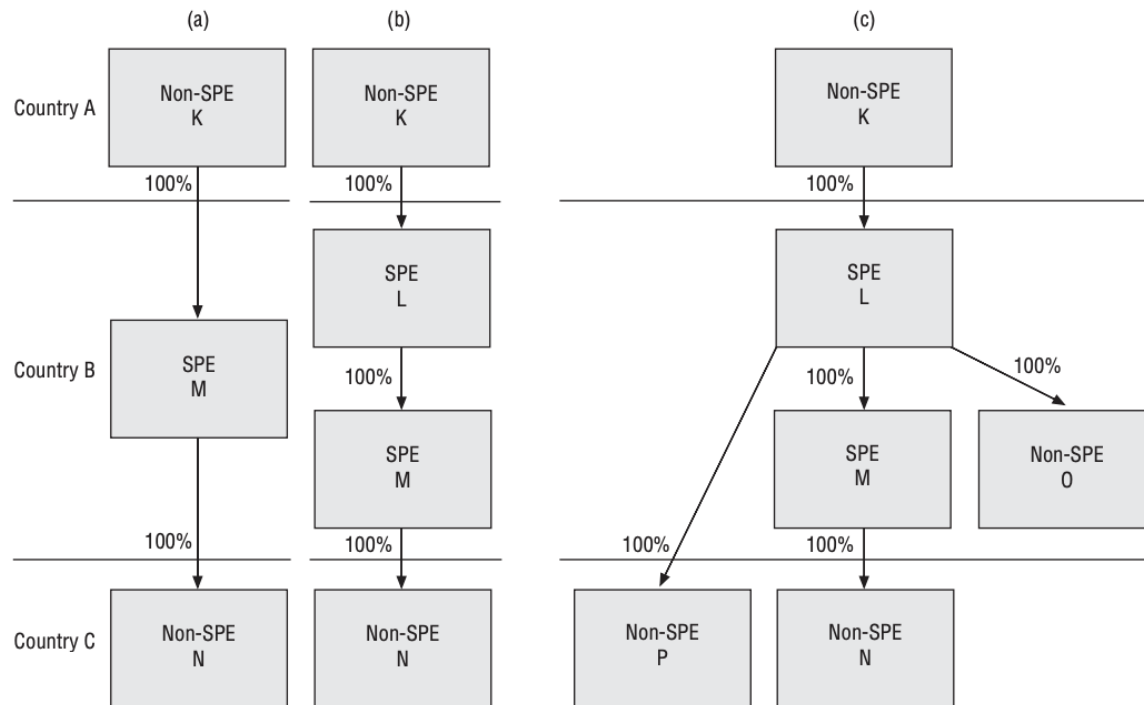 (a) (b) (c)
Country A
Non-SPE
K
Non-SPE
K
Non-SPE
K
100% 100% 100%
SPE
L
SPE
L
Country B
SPE
M
100%
100% 100%
SPE
M
SPE
M
Non-SPE
O
100% 100% 100% 100%
Country C
Non-SPE
N
Non-SPE
N
Non-SPE
P
Non-SPE
N